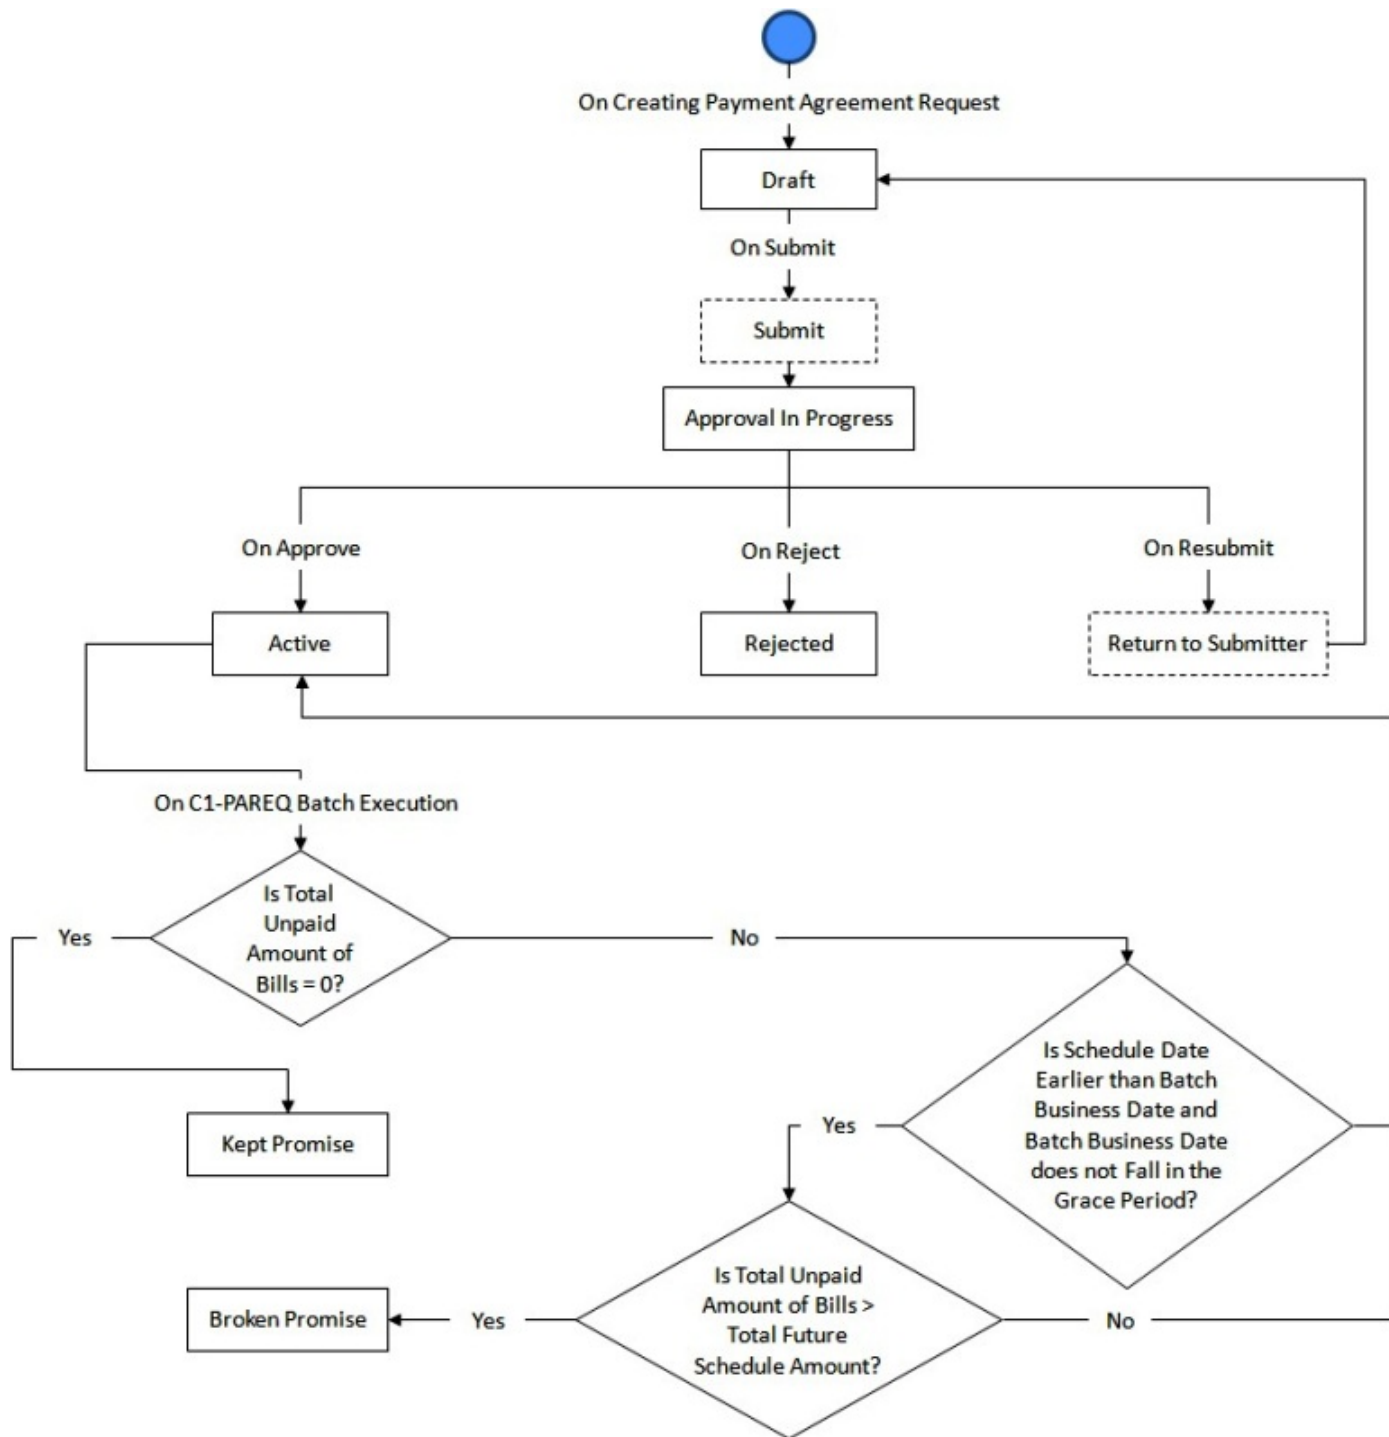 On Creating Payment Agreement Request
Draft
On Submit
Submit
Approval In Progress
On Approve
On Reject
On Resubmit
Active
Rejected
Return to Submitter
On C1-PAREQ Batch Execution
Is Total
Unpaid
Amount of
Bills = 0?
Yes
No
Is Schedule Date
Earlier than Batch
Business Date and
Batch Business Date
does not Fall in the
Grace Period?
Yes
Kept Promise
Is Total Unpaid
Amount of Bills >
Total Future
Schedule Amount?
Broken Promise
Yes
No